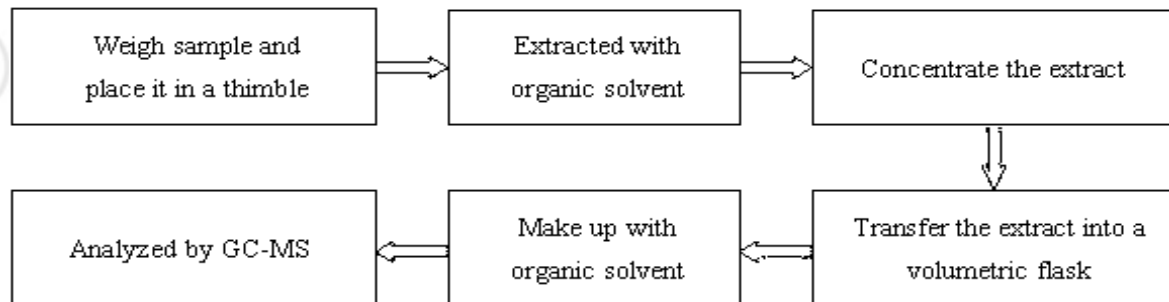 Weigh sample and
place it in a thimble
Extracted with
organic solvent
Concentrate the extract
Transfer the extract into a
volumetric flask
Make up with
organic solvent
Analyzed by GC-MS